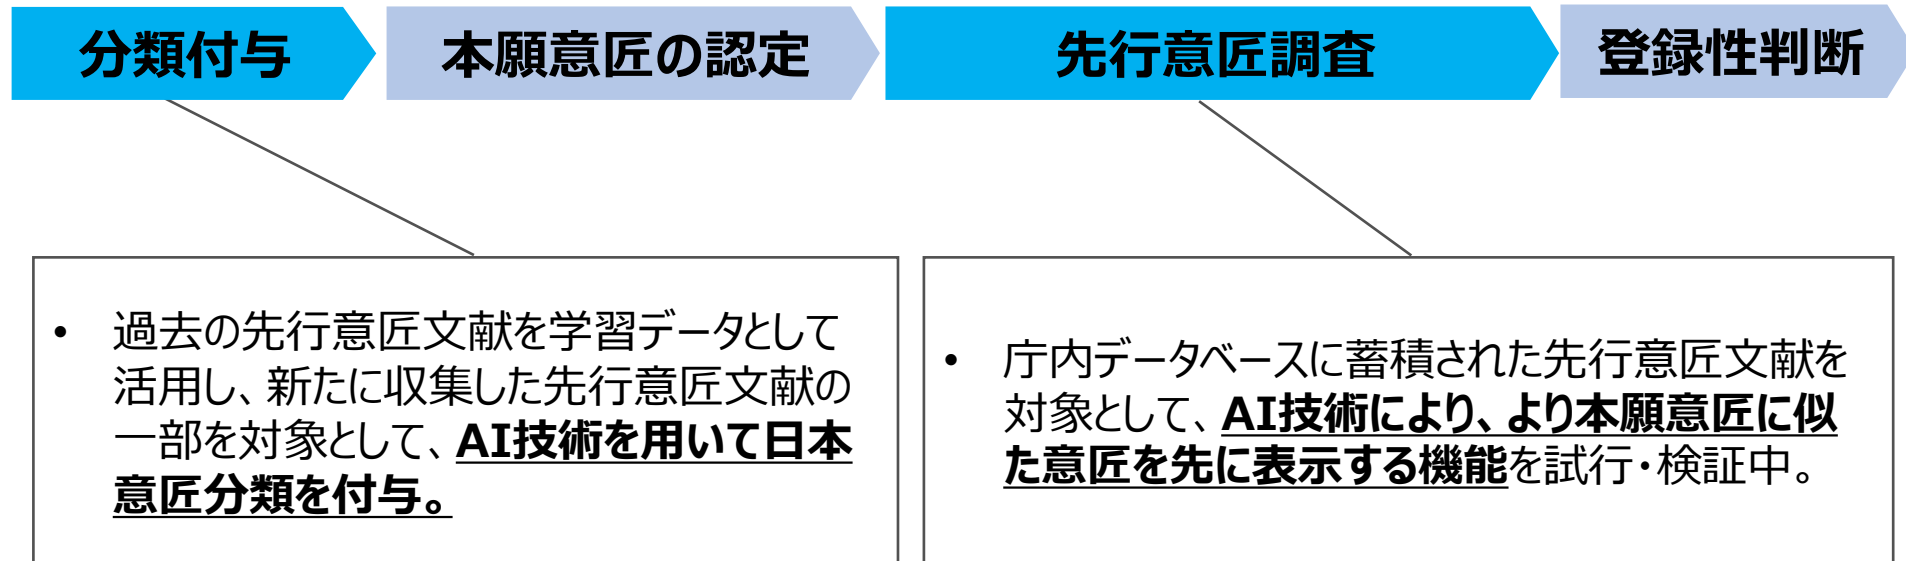 分類付与
本願意匠の認定
先行意匠調査
登録性判断
• 過去の先行意匠文献を学習データとして
活用し、新たに収集した先行意匠文献の
一部を対象として、AI技術を用いて日本
意匠分類を付与。
• 庁内データベースに蓄積された先行意匠文献を
対象として、AI技術により、より本願意匠に似
た意匠を先に表示する機能を試行・検証中。